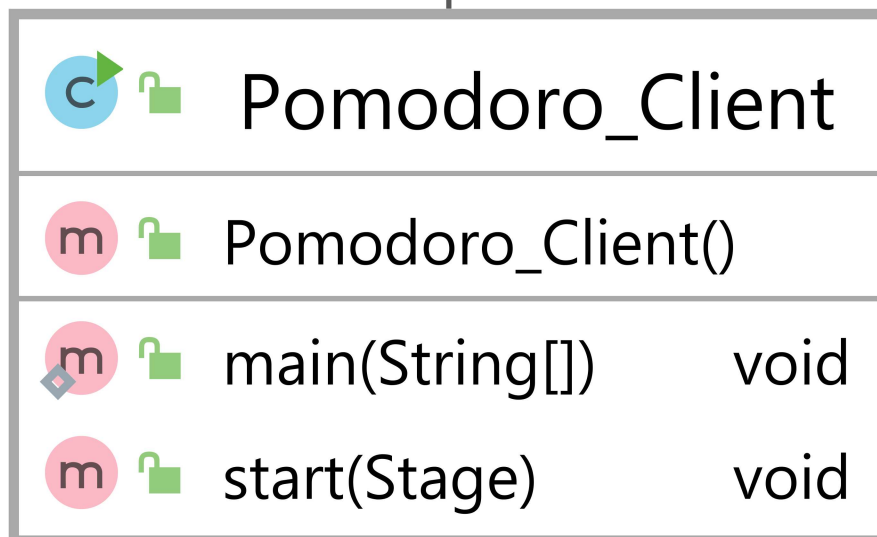 c Pomodoro_Client
m Pomodoro_Client()
m main(String[]) void
m start(Stage) void